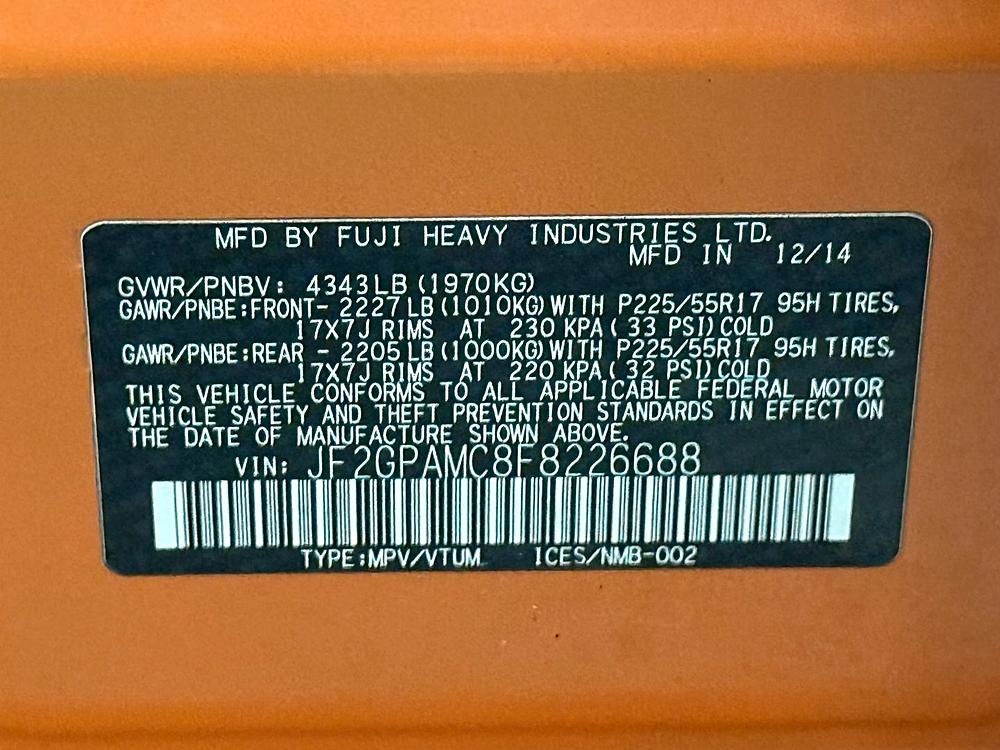 MFD BY FUJI HEAVY INDUSTRIES LTD.
MFD IN 12/14
GVWR/PNBV: 4343LB (1970KG)
GAWR/PNBE:FRONT- 2227LB (1010KG) WITH P225/55R17 95H TIRES,
17X7J RIMS AT 230 KPA ( 33 PSI) COLD
GAWR/PNBE:REAR - 2205LB (1000KG) WITH P225/55R17 95H TIRES,
17X7J RIMS AT 220 KPA ( 32 PSI) COLD
THIS VEHICLE CONFORMS TO ALL APPLICABLE FEDERAL MOTOR
VEHICLE SAFETY AND THEFT PREVENTION STANDARDS IN EFFECT ON
THE DATE OF MANUFACTURE SHOWN ABOVE.
VIN: JF2GPAMC8F8226688
TYPE:MPV/VTUM ICES/NMB-002